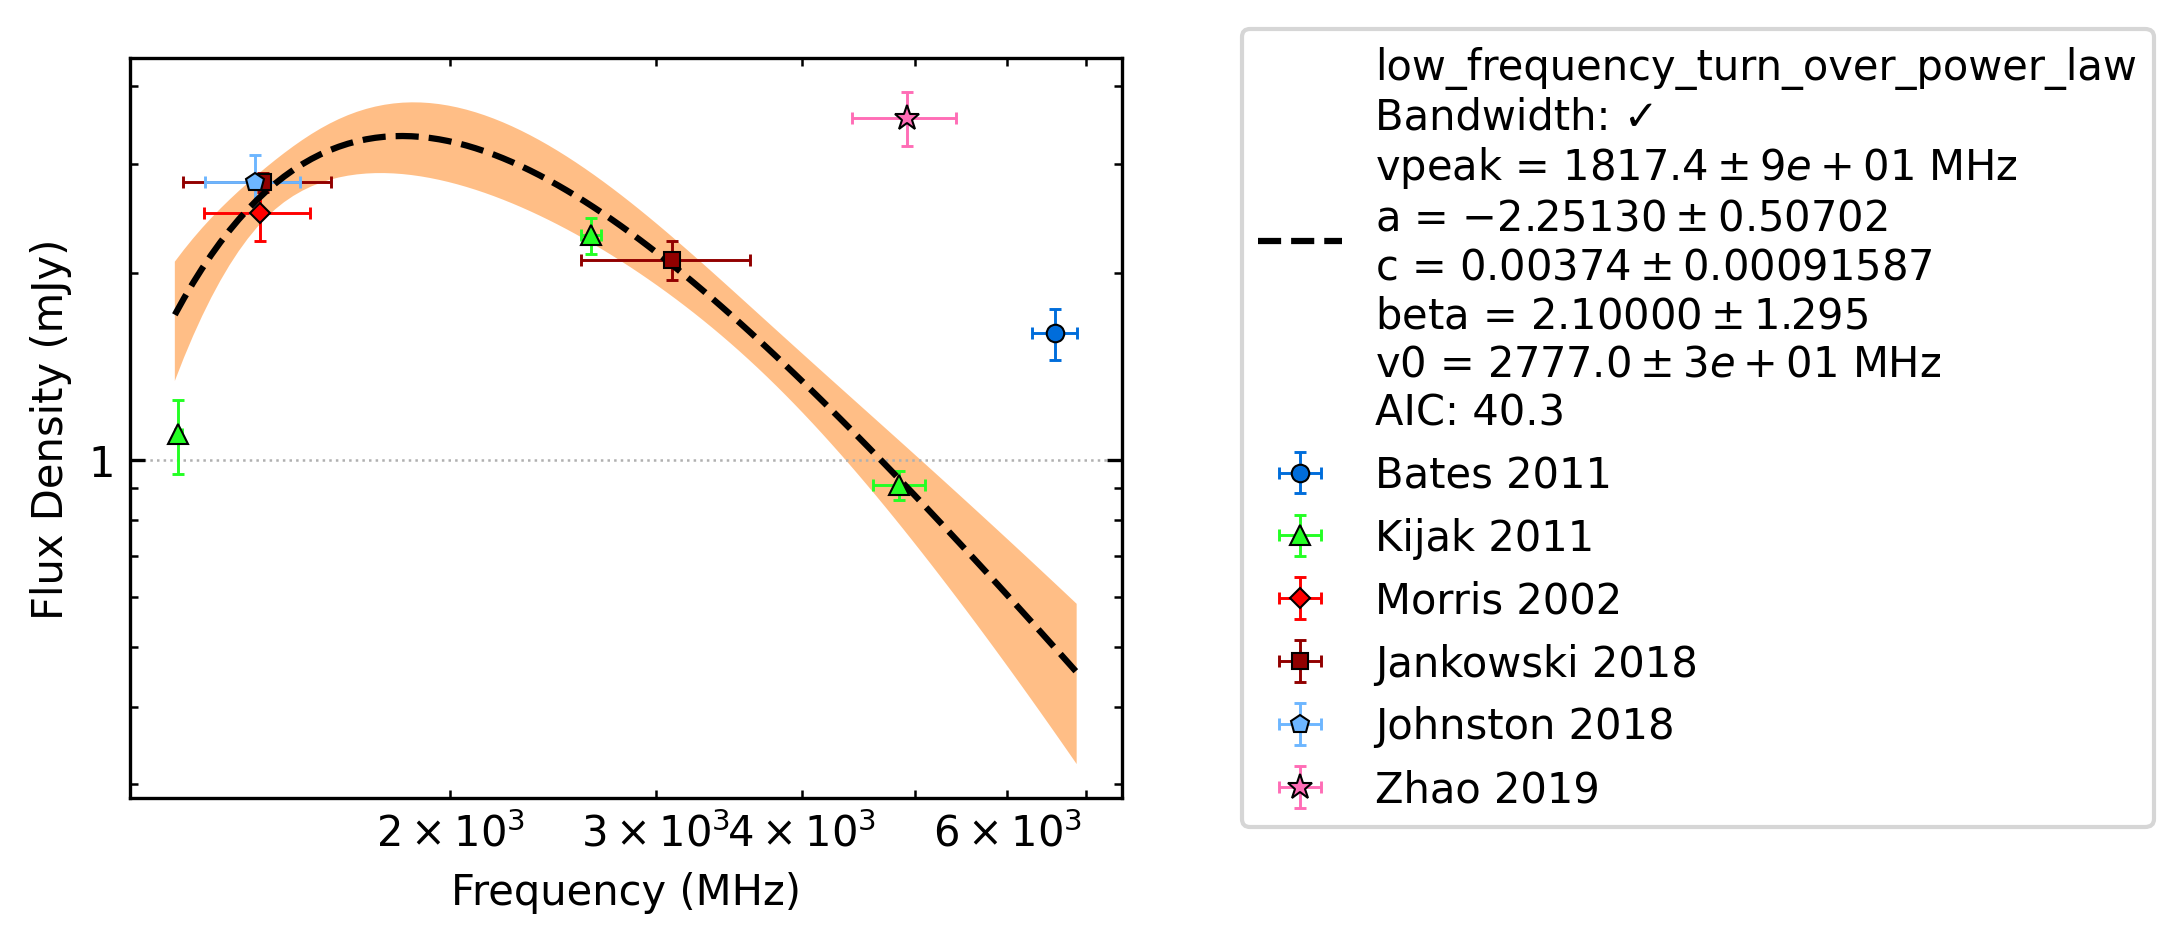 Flux Density (mJy)
1
2 × 10³
3 × 10³
4 × 10³
6 × 10³
Frequency (MHz)
low_frequency_turn_over_power_law
Bandwidth: ✓
vpeak = 1817.4 ± 9e + 01 MHz
a = −2.25130 ± 0.50702
c = 0.00374 ± 0.00091587
beta = 2.10000 ± 1.295
v0 = 2777.0 ± 3e + 01 MHz
AIC: 40.3
Bates 2011
Kijak 2011
Morris 2002
Jankowski 2018
Johnston 2018
Zhao 2019